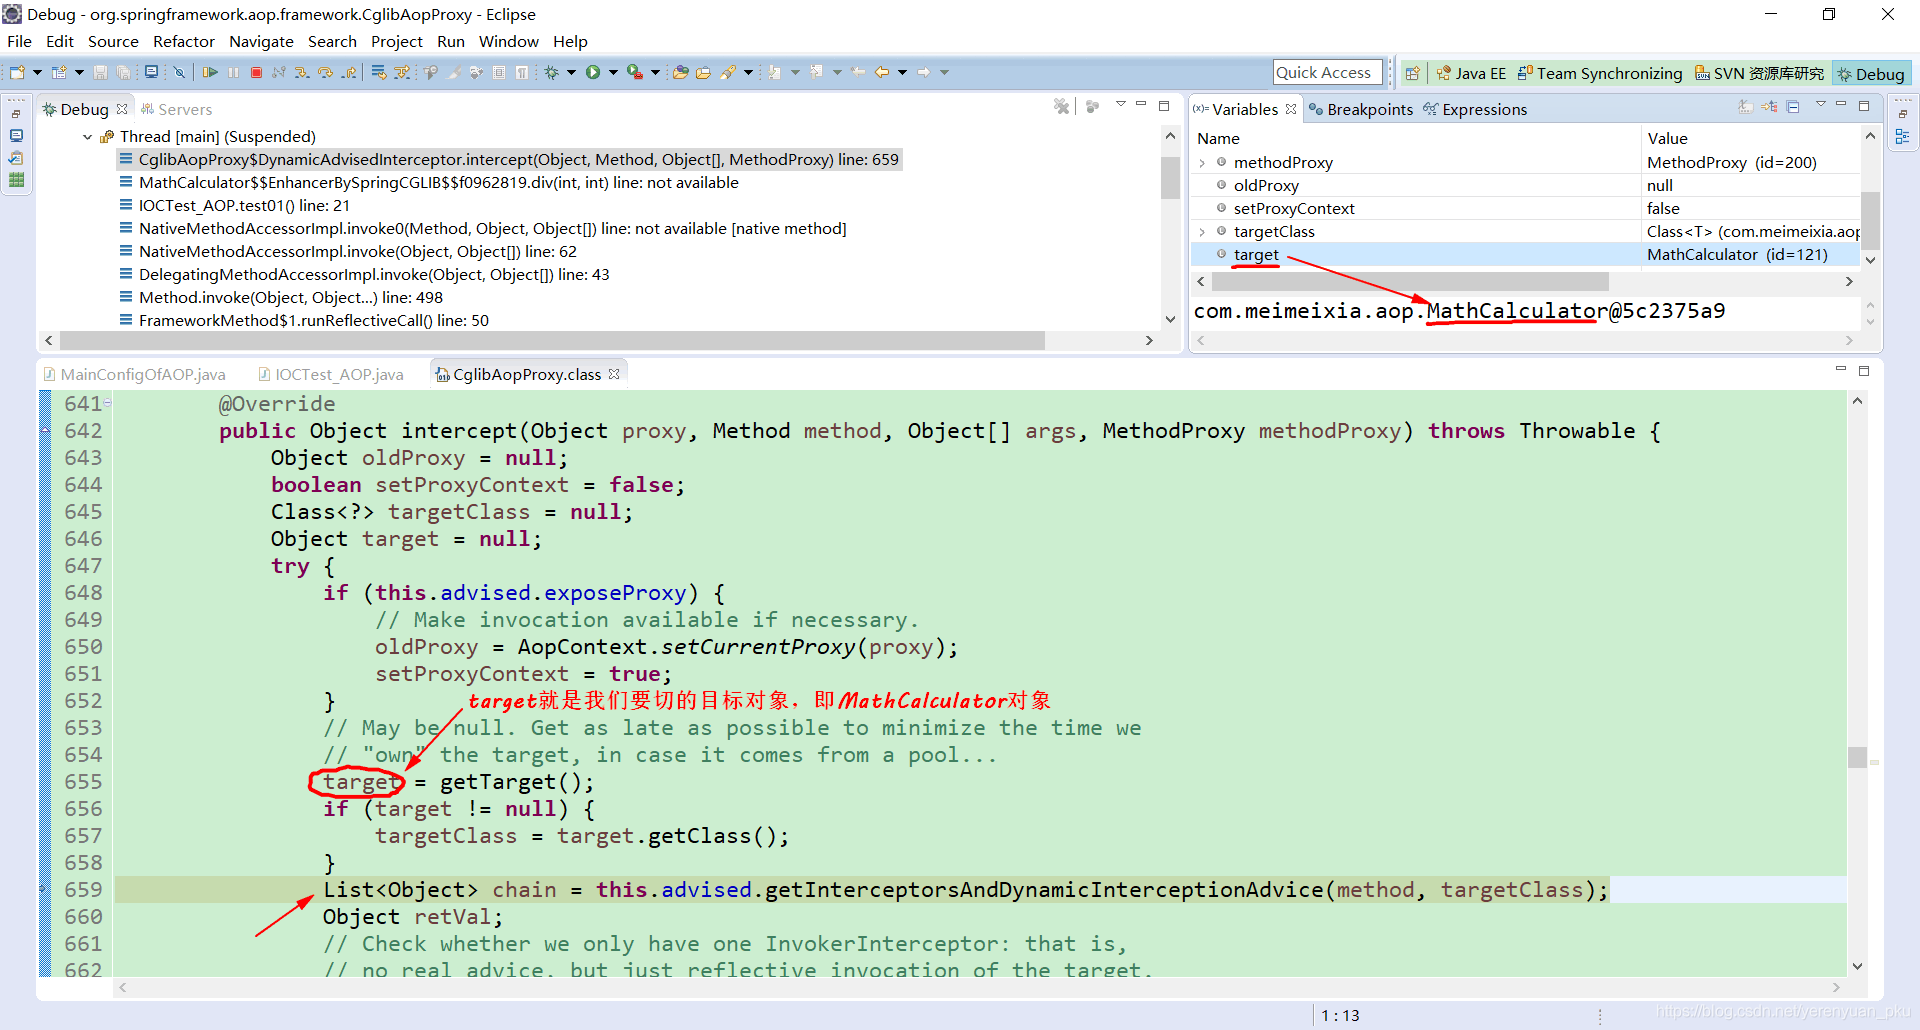 Debug - org.springframework.aop.framework.CglibAopProxy - Eclipse
File Edit Source Refactor Navigate Search Project Run Window Help
Quick Access
Java EE Team Synchronizing SVN 资源库研究 Debug
Debug Servers
Thread [main] (Suspended)
CglibAopProxy$DynamicAdvisedInterceptor.intercept(Object, Method, Object[], MethodProxy) line: 659
MathCalculator$$EnhancerBySpringCGLIB$$f0962819.div(int, int) line: not available
IOCTest_AOP.test01() line: 21
NativeMethodAccessorImpl.invoke0(Method, Object, Object[]) line: not available [native method]
NativeMethodAccessorImpl.invoke(Object, Object[]) line: 62
DelegatingMethodAccessorImpl.invoke(Object, Object[]) line: 43
Method.invoke(Object, Object...) line: 498
FrameworkMethod$1.runReflectiveCall() line: 50
(x)= Variables Breakpoints Expressions
Name Value
methodProxy MethodProxy (id=200)
oldProxy null
setProxyContext false
targetClass Class<T> (com.meimeixia.aop
target MathCalculator (id=121)
com.meimeixia.aop.MathCalculator@5c2375a9
MainConfigOfAOP.java IOCTest_AOP.java CglibAopProxy.class
641 @Override
642 public Object intercept(Object proxy, Method method, Object[] args, MethodProxy methodProxy) throws Throwable {
643 Object oldProxy = null;
644 boolean setProxyContext = false;
645 Class<?> targetClass = null;
646 Object target = null;
647 try {
648 if (this.advised.exposeProxy) {
649 // Make invocation available if necessary.
650 oldProxy = AopContext.setCurrentProxy(proxy);
651 setProxyContext = true;
652 }
target就是我们要切的目标对象，即MathCalculator对象
653 // May be null. Get as late as possible to minimize the time we
654 // "own" the target, in case it comes from a pool...
655 target = getTarget();
656 if (target != null) {
657 targetClass = target.getClass();
658 }
659 List<Object> chain = this.advised.getInterceptorsAndDynamicInterceptionAdvice(method, targetClass);
660 Object retVal;
661 // Check whether we only have one InvokerInterceptor: that is,
662 // no real advice, but just reflective invocation of the target.
1 : 13
https://blog.csdn.net/yerenyuan_pku